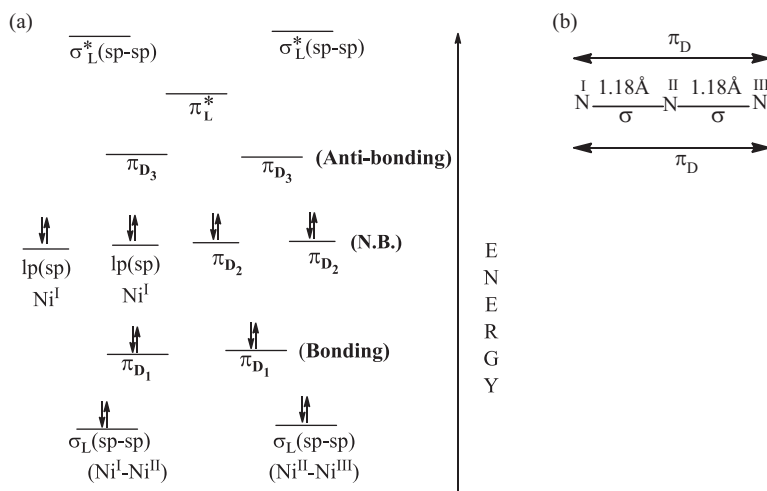 (a)
σ*L(sp-sp) σ*L(sp-sp)
π*L
πD3 πD3 (Anti-bonding)
πD2 πD2 (N.B.)
lp(sp) lp(sp)
NiI NiI
πD1 πD1 (Bonding)
σL(sp-sp) σL(sp-sp)
(NiI-NiII) (NiII-NiIII)
ENERGY
(b)
πD
I 1.18Å II 1.18Å III
N σ N σ N
πD